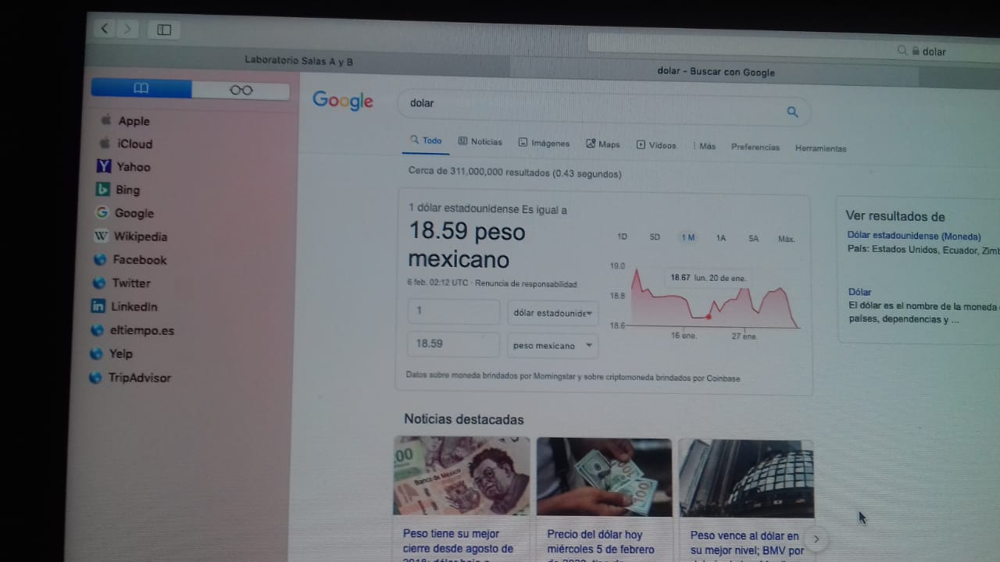 dolar
Laboratorio Salas A y B
dolar - Buscar con Google
Apple
iCloud
Yahoo
Bing
Google
Wikipedia
Facebook
Twitter
LinkedIn
eltiempo.es
Yelp
TripAdvisor
Google
dolar
Todo Noticias Imágenes Maps Videos Más Preferencias Herramientas
Cerca de 311,000,000 resultados (0.43 segundos)
1 dólar estadounidense Es igual a
18.59 peso
mexicano
6 feb. 02:12 UTC · Renuncia de responsabilidad
1 dólar estadounide
18.59 peso mexicano
1D 5D 1M 1A 5A Máx.
19.0
18.67 lun. 20 de ene.
18.8
18.6
16 ene. 27 ene.
Datos sobre moneda brindados por Morningstar y sobre criptomoneda brindados por Coinbase
Ver resultados de
Dólar estadounidense (Moneda)
País: Estados Unidos, Ecuador, Zimb
Dólar
El dólar es el nombre de la moneda
países, dependencias y ...
Noticias destacadas
00
Banco de México
100
100
Peso tiene su mejor
cierre desde agosto de
Precio del dólar hoy
miércoles 5 de febrero
Peso vence al dólar en
su mejor nivel; BMV por